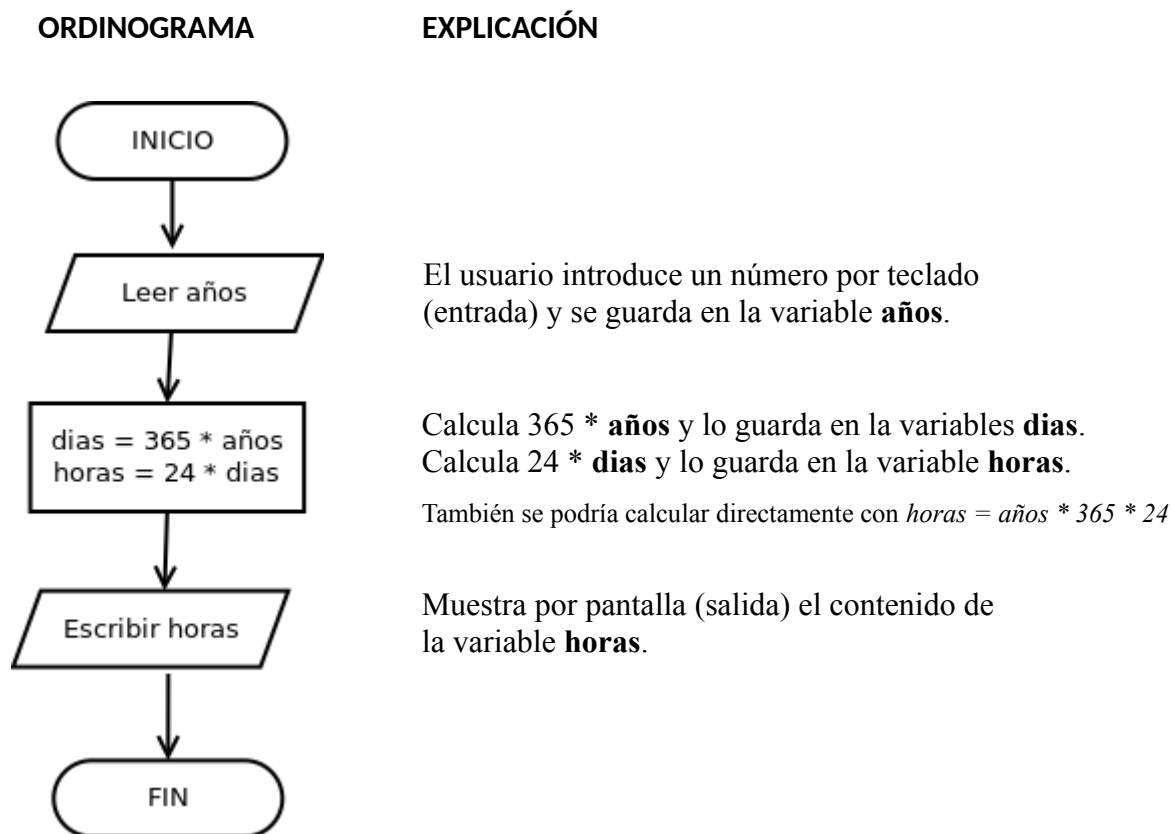 ORDINOGRAMA
EXPLICACIÓN
INICIO
Leer años
El usuario introduce un número por teclado
(entrada) y se guarda en la variable años.
dias = 365 * años
horas = 24 * dias
Calcula 365 * años y lo guarda en la variables dias.
Calcula 24 * dias y lo guarda en la variable horas.
También se podría calcular directamente con horas = años * 365 * 24
Escribir horas
Muestra por pantalla (salida) el contenido de
la variable horas.
FIN